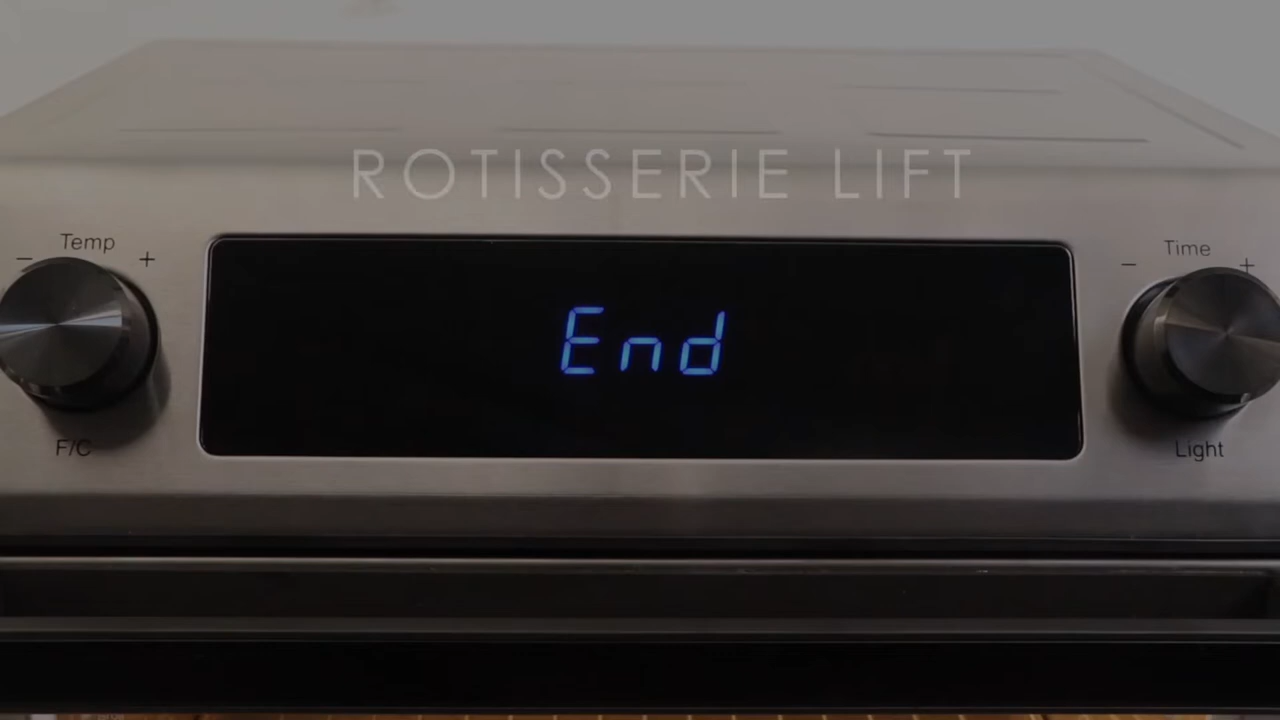 ROTISSERIE LIFT
Temp
− +
Time
− +
End
F/C
Light